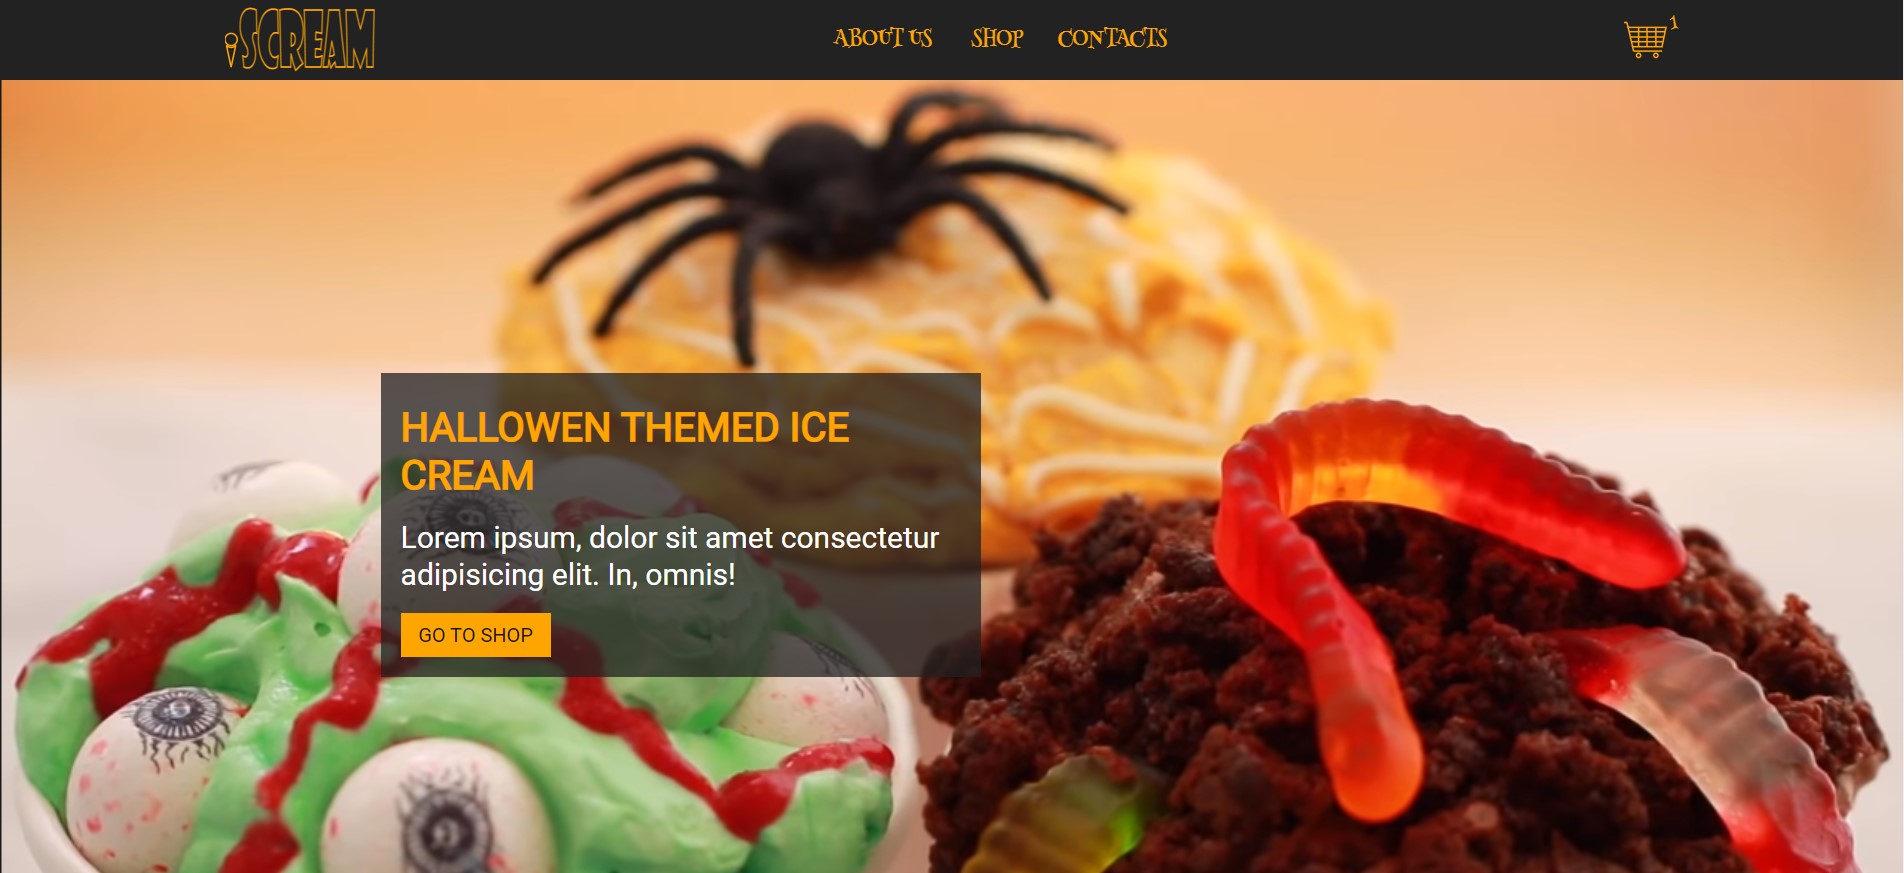 SCREAM
ABOUT US SHOP CONTACTS
1
HALLOWEN THEMED ICE
CREAM
Lorem ipsum, dolor sit amet consectetur
adipisicing elit. In, omnis!
GO TO SHOP